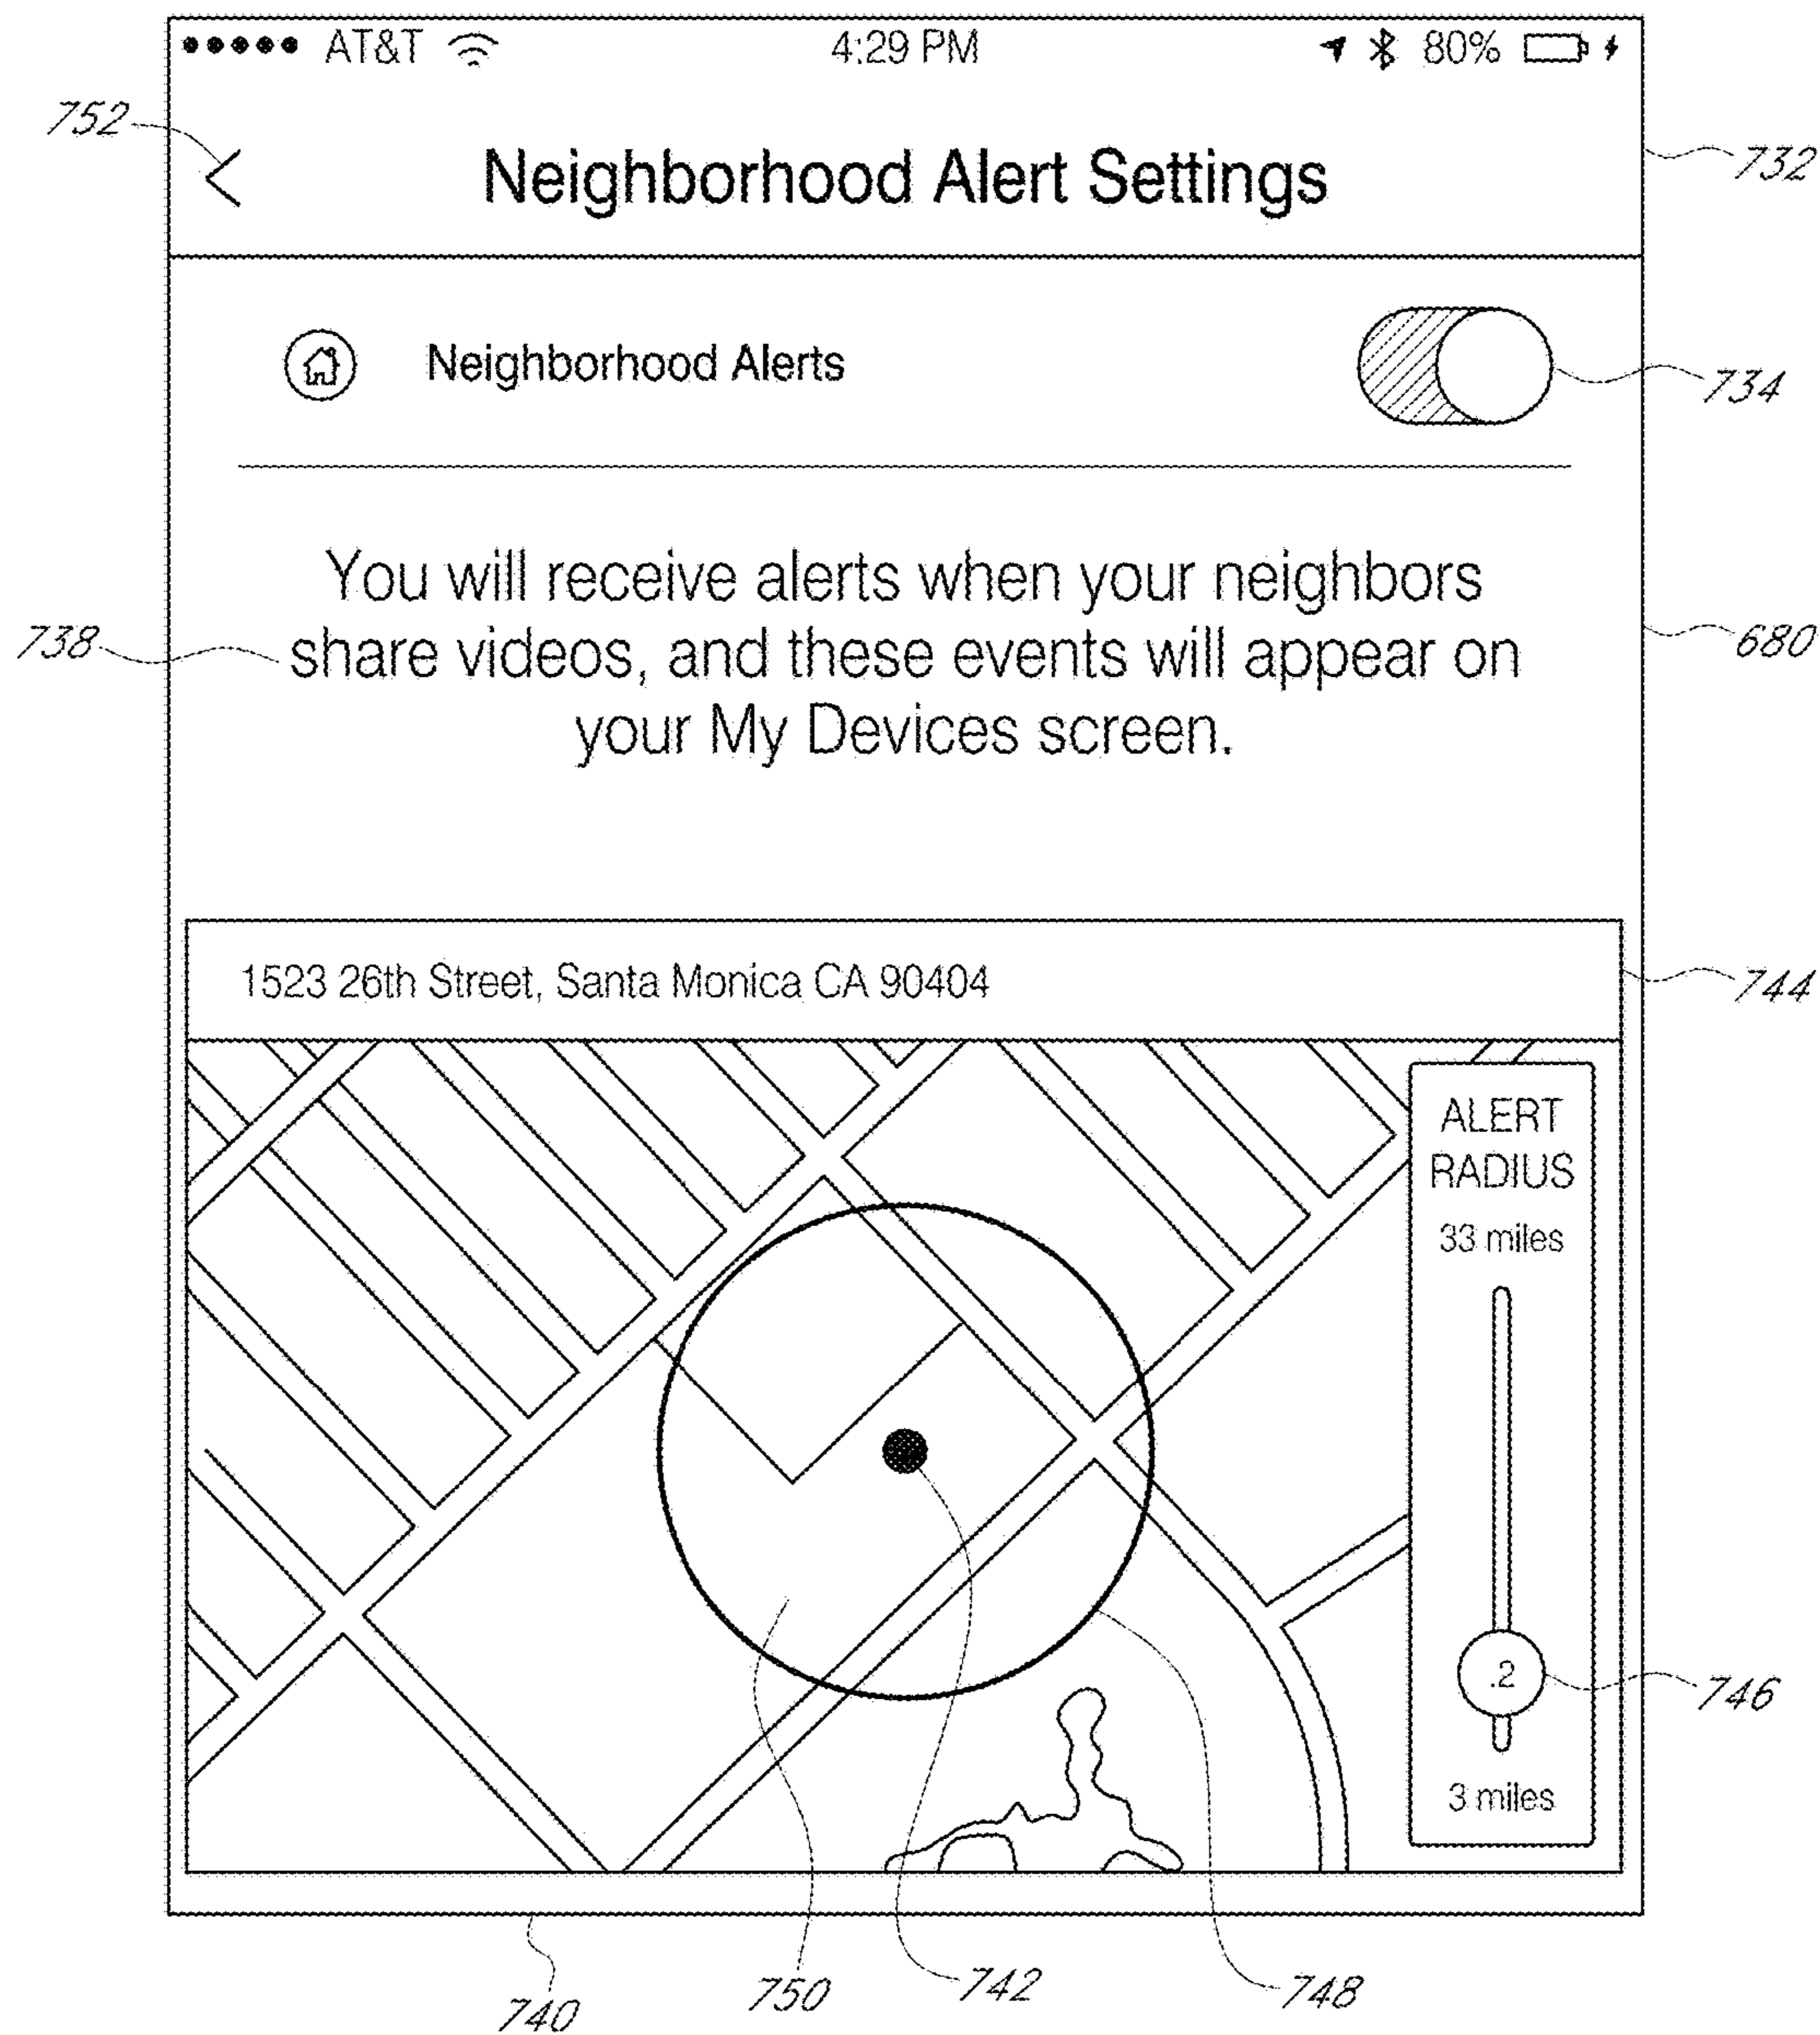 AT&T 4:29 PM 80%
752
Neighborhood Alert Settings
732
Neighborhood Alerts
734
You will receive alerts when your neighbors
share videos, and these events will appear on
your My Devices screen.
738
680
1523 26th Street, Santa Monica CA 90404
744
ALERT
RADIUS
33 miles
.2
746
3 miles
740
750
742
748